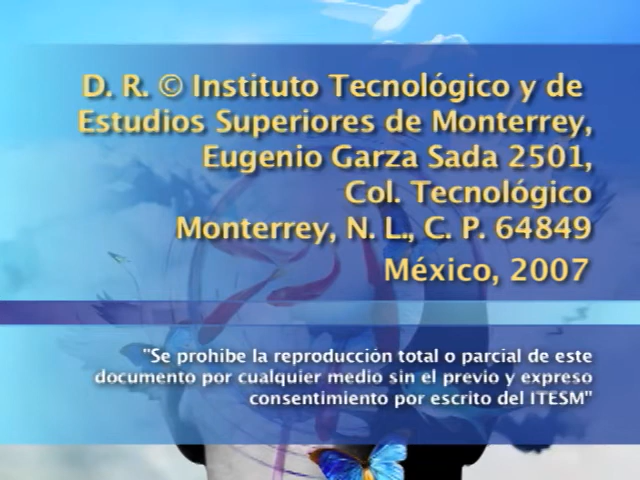 D. R. © Instituto Tecnológico y de
Estudios Superiores de Monterrey,
Eugenio Garza Sada 2501,
Col. Tecnológico
Monterrey, N. L., C. P. 64849
México, 2007
"Se prohibe la reproducción total o parcial de este
documento por cualquier medio sin el previo y expreso
consentimiento por escrito del ITESM"